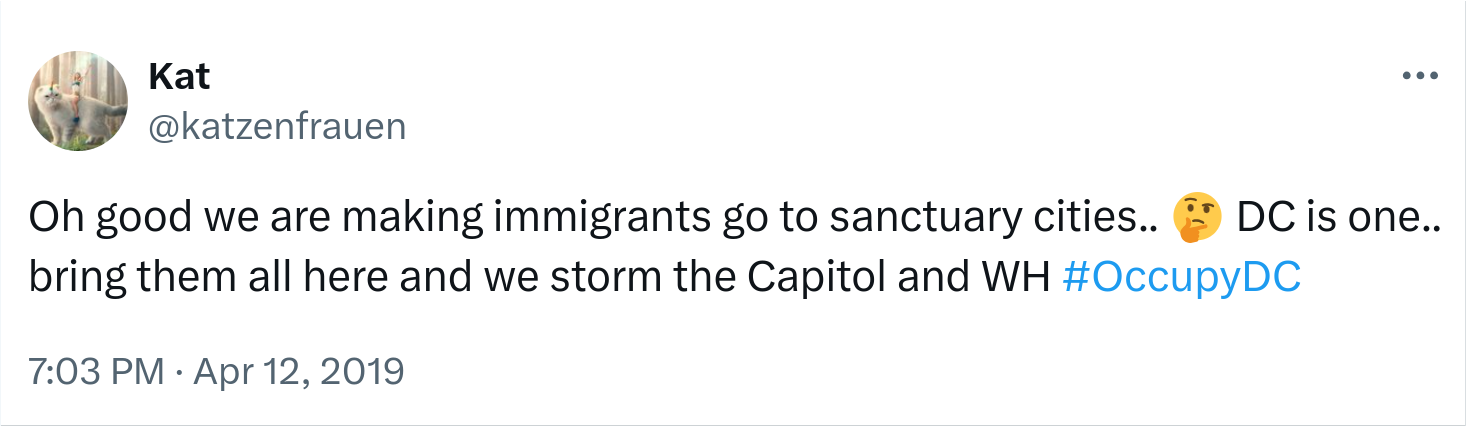 Kat
@katzenfrauen
Oh good we are making immigrants go to sanctuary cities.. 🤔 DC is one..
bring them all here and we storm the Capitol and WH #OccupyDC
7:03 PM · Apr 12, 2019